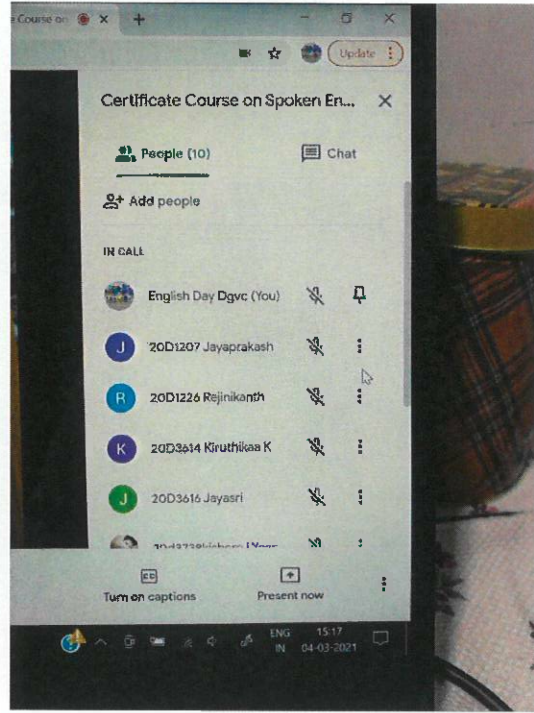 e Course on
Update
Certificate Course on Spoken En...
People (10)
Chat
Add people
IN CALL
English Day Dgvc (You)
J 20D1207 Jayaprakash
R 20D1226 Rejinikanth
K 20D3614 Kiruthikaa K
J 20D3616 Jayasri
CC
Turn on captions
Present now
ENG 15:17
IN 04-03-2021